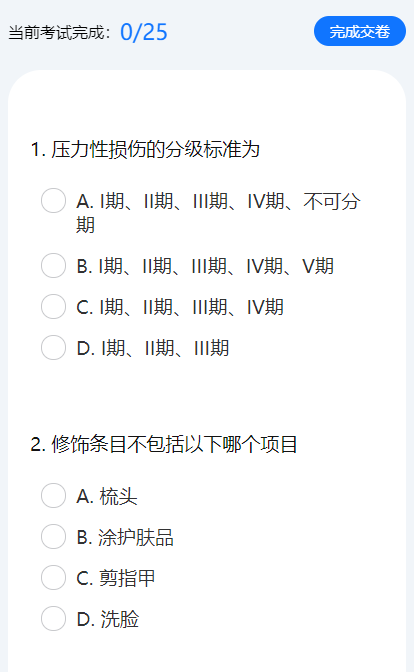 当前考试完成：0/25
完成交卷
1. 压力性损伤的分级标准为
A. I期、II期、III期、IV期、不可分
期
B. I期、II期、III期、IV期、V期
C. I期、II期、III期、IV期
D. I期、II期、III期
2. 修饰条目不包括以下哪个项目
A. 梳头
B. 涂护肤品
C. 剪指甲
D. 洗脸